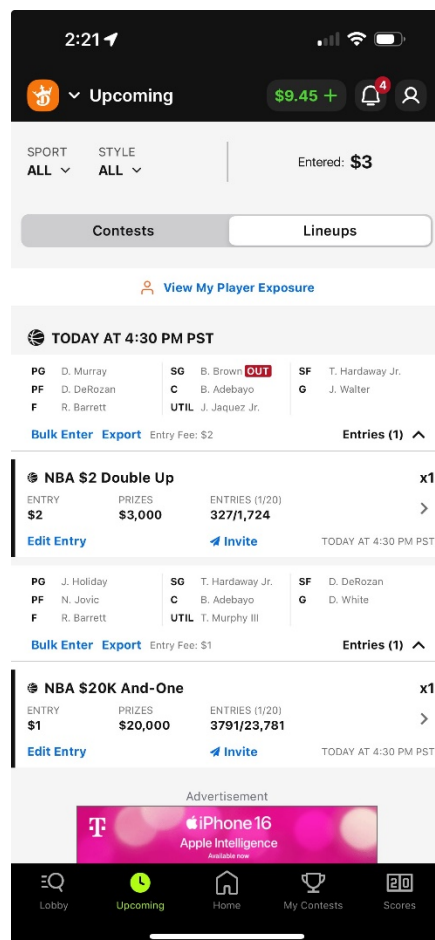 2:21
Upcoming
$9.45 +
4
SPORT STYLE
ALL ALL
Entered: $3
Contests Lineups
View My Player Exposure
TODAY AT 4:30 PM PST
PG D. Murray SG B. Brown OUT SF T. Hardaway Jr.
PF D. DeRozan C B. Adebayo G J. Walter
F R. Barrett UTIL J. Jaquez Jr.
Bulk Enter Export Entry Fee: $2 Entries (1)
NBA $2 Double Up x1
ENTRY PRIZES ENTRIES (1/20)
$2 $3,000 327/1,724
Edit Entry Invite TODAY AT 4:30 PM PST
PG J. Holiday SG T. Hardaway Jr. SF D. DeRozan
PF N. Jovic C B. Adebayo G D. White
F R. Barrett UTIL T. Murphy III
Bulk Enter Export Entry Fee: $1 Entries (1)
NBA $20K And-One x1
ENTRY PRIZES ENTRIES (1/20)
$1 $20,000 3791/23,781
Edit Entry Invite TODAY AT 4:30 PM PST
Advertisement
T iPhone 16
Apple Intelligence
Available now
Lobby Upcoming Home My Contests Scores